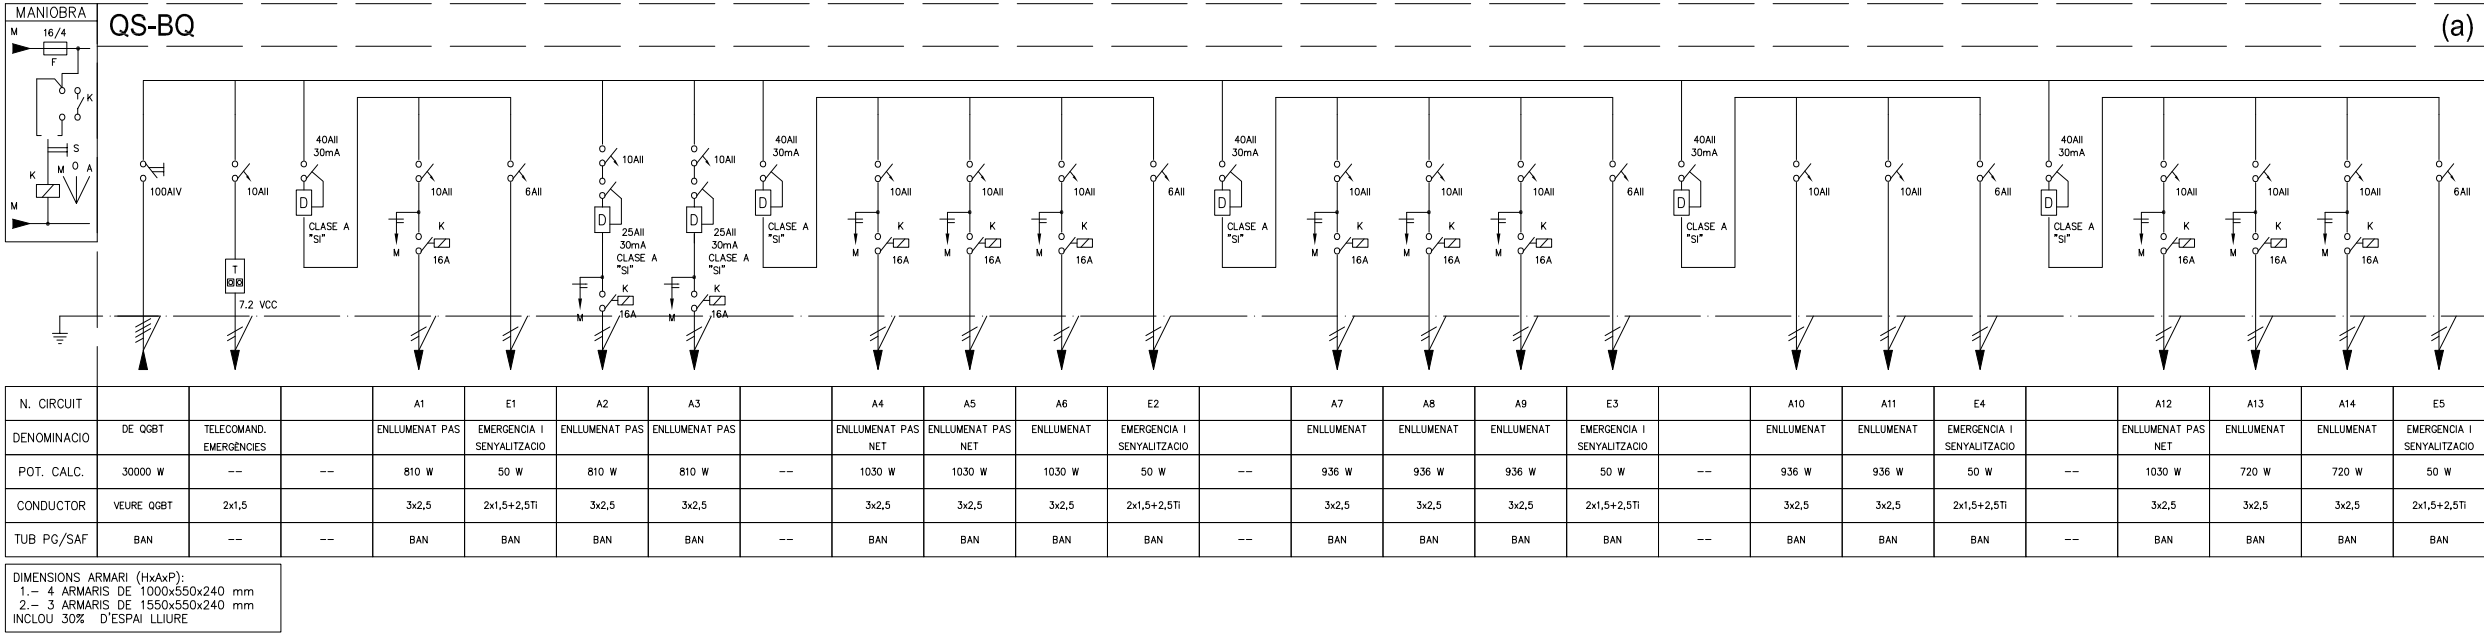 MANIOBRA
QS-BQ
(a)
M
16/4
F
K
S
M O A
K
M
100AIV
10AII
T
7.2 VCC
40AII
30mA
D
CLASE A
"SI"
10AII
K
M
16A
6AII
10AII
D
25AII
30mA
CLASE A
"SI"
K
M
16A
10AII
D
25AII
30mA
CLASE A
"SI"
K
M
16A
40AII
30mA
D
CLASE A
"SI"
10AII
K
M
16A
10AII
K
M
16A
10AII
K
M
16A
6AII
40AII
30mA
D
CLASE A
"SI"
10AII
K
M
16A
10AII
K
M
16A
10AII
K
M
16A
6AII
40AII
30mA
D
CLASE A
"SI"
10AII
10AII
6AII
40AII
30mA
D
CLASE A
"SI"
10AII
K
M
16A
10AII
K
M
16A
10AII
K
M
16A
6AII
N. CIRCUIT A1 E1 A2 A3 A4 A5 A6 E2 A7 A8 A9 E3 A10 A11 E4 A12 A13 A14 E5
DENOMINACIO
DE QGBT
TELECOMAND.
EMERGÈNCIES
ENLLUMENAT PAS
EMERGENCIA I
SENYALITZACIO
ENLLUMENAT PAS
ENLLUMENAT PAS
ENLLUMENAT PAS
NET
ENLLUMENAT PAS
NET
ENLLUMENAT
EMERGENCIA I
SENYALITZACIO
ENLLUMENAT
ENLLUMENAT
ENLLUMENAT
EMERGENCIA I
SENYALITZACIO
ENLLUMENAT
ENLLUMENAT
EMERGENCIA I
SENYALITZACIO
ENLLUMENAT PAS
NET
ENLLUMENAT
ENLLUMENAT
EMERGENCIA I
SENYALITZACIO
POT. CALC. 30000 W -- -- 810 W 50 W 810 W 810 W -- 1030 W 1030 W 1030 W 50 W -- 936 W 936 W 936 W 50 W -- 936 W 936 W 50 W -- 1030 W 720 W 720 W 50 W
CONDUCTOR VEURE QGBT 2x1,5 3x2,5 2x1,5+2,5Ti 3x2,5 3x2,5 3x2,5 3x2,5 3x2,5 2x1,5+2,5Ti 3x2,5 3x2,5 3x2,5 2x1,5+2,5Ti 3x2,5 3x2,5 2x1,5+2,5Ti 3x2,5 3x2,5 3x2,5 2x1,5+2,5Ti
TUB PG/SAF BAN -- -- BAN BAN BAN BAN -- BAN BAN BAN BAN -- BAN BAN BAN BAN -- BAN BAN BAN -- BAN BAN BAN BAN
DIMENSIONS ARMARI (HxAxP):
1.- 4 ARMARIS DE 1000x550x240 mm
2.- 3 ARMARIS DE 1550x550x240 mm
INCLOU 30% D'ESPAI LLIURE